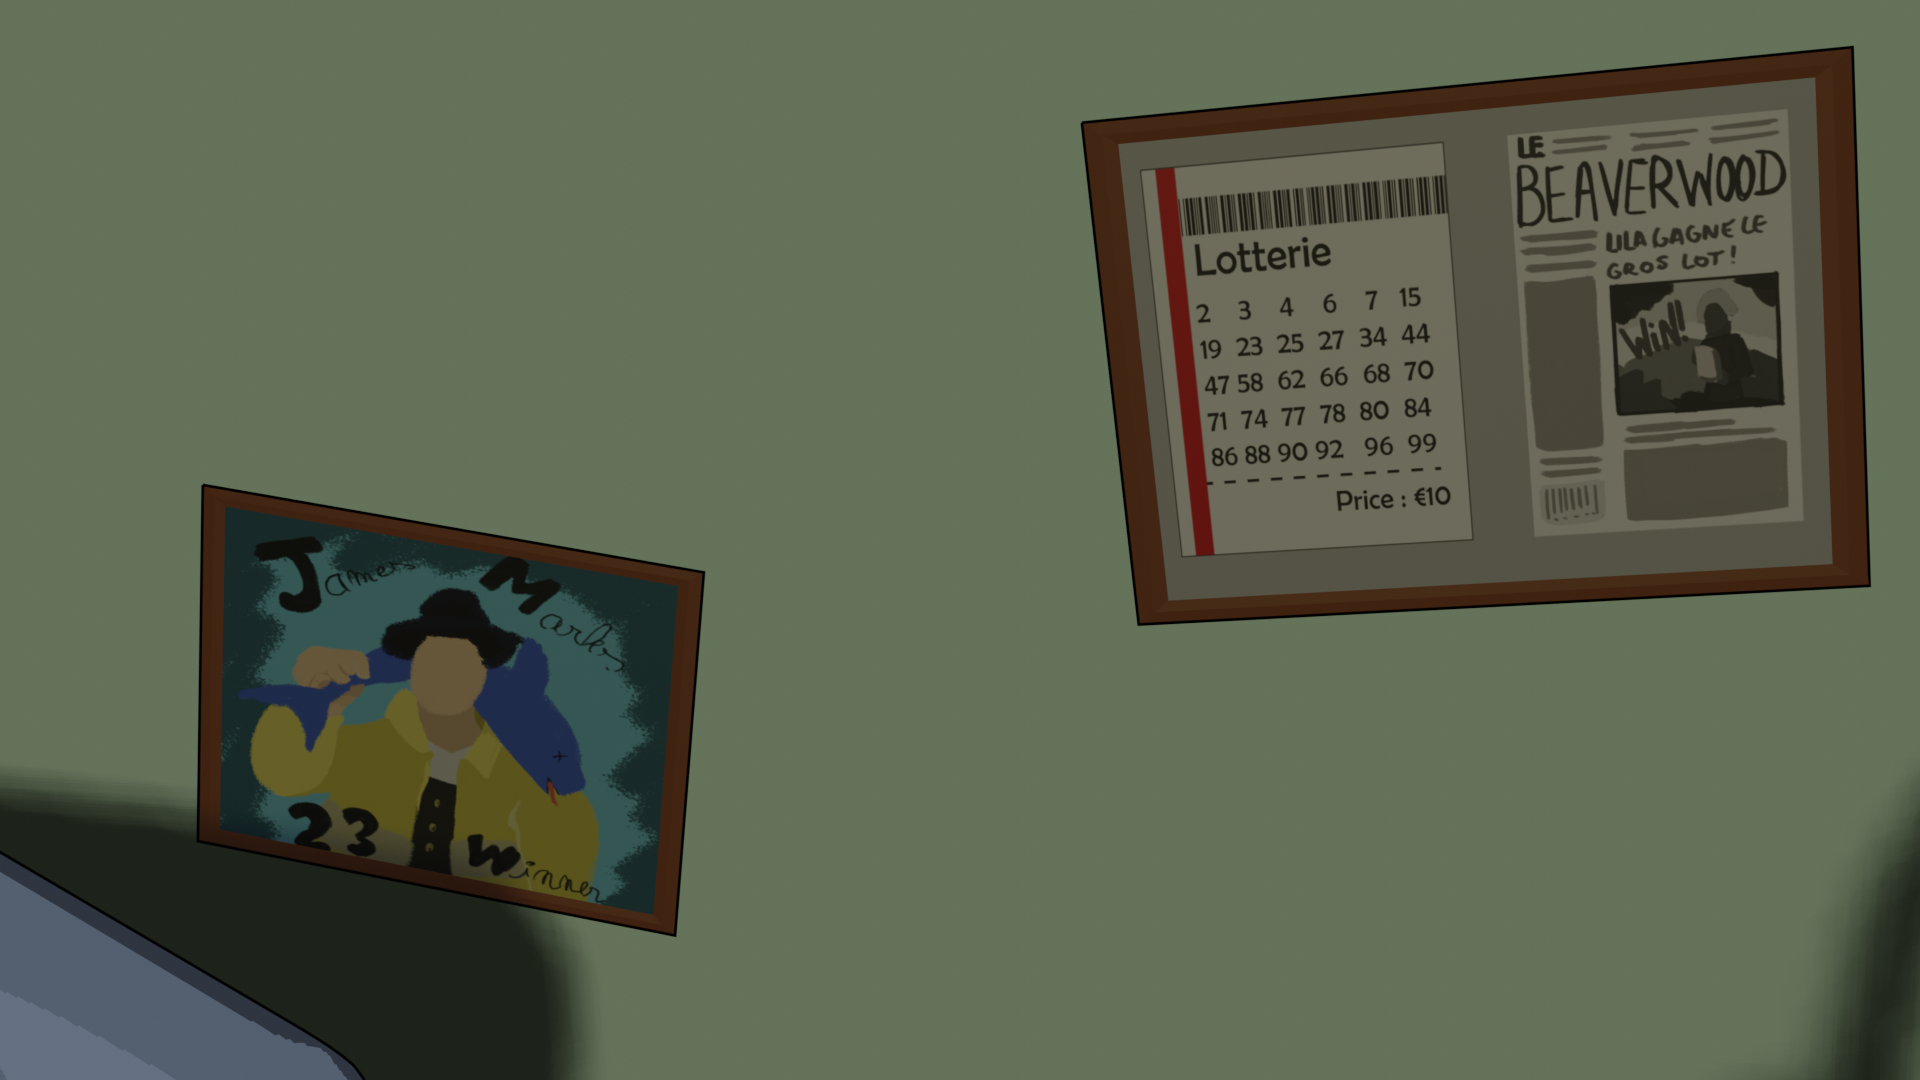 James
Marks
23 Winner
Lotterie
2 3 4 6 7 15
19 23 25 27 34 44
47 58 62 66 68 70
71 74 77 78 80 84
86 88 90 92 96 99
Price : €10
LE
BEAVERWOOD
LILA GAGNE LE
GROS LOT !
WiN!!